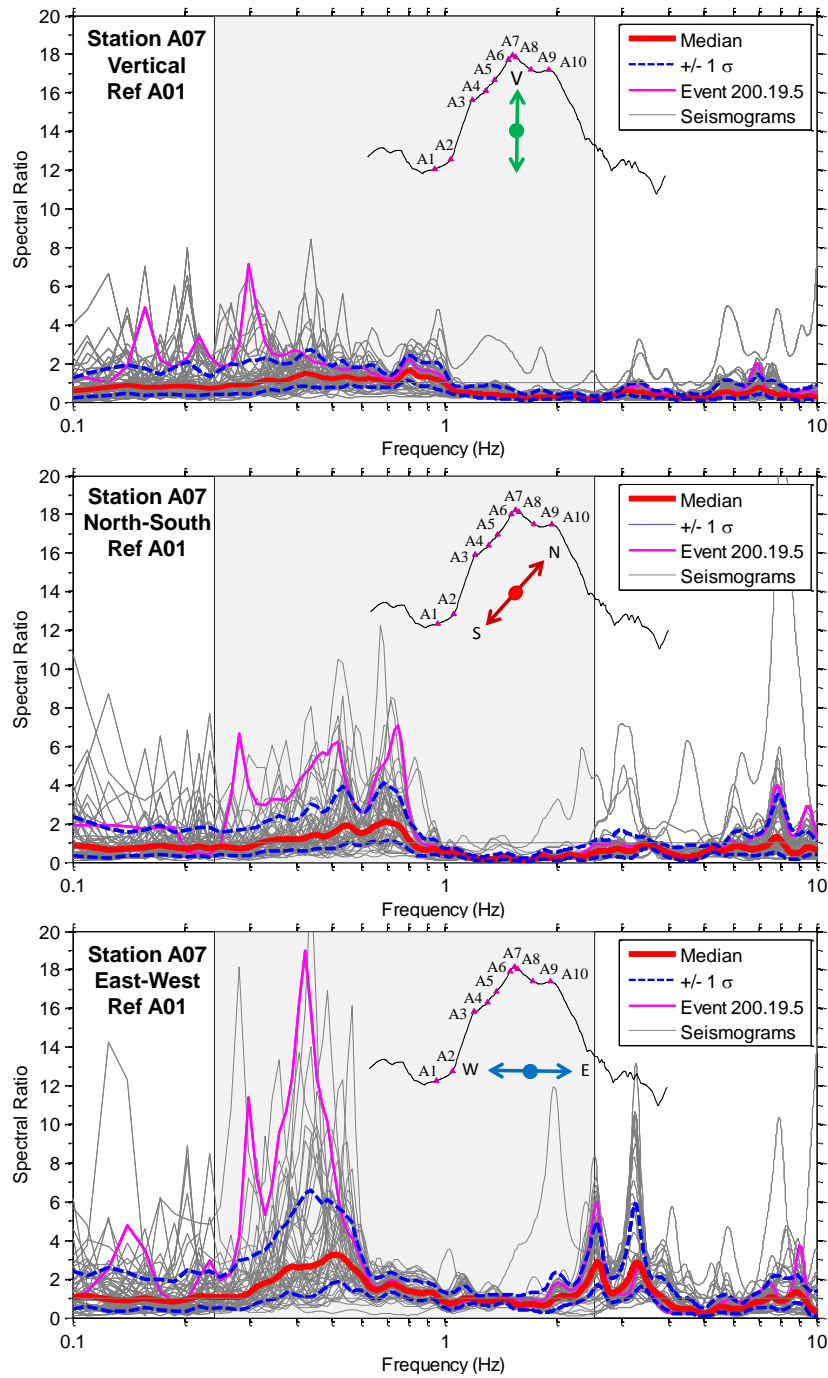 Station A07
Vertical
Ref A01
Median
+/- 1 σ
Event 200.19.5
Seismograms
A1 A2 A3 A4 A5 A6 A7 A8 A9 A10
V
Spectral Ratio
20
18
16
14
12
10
8
6
4
2
0
0.1 1 10
Frequency (Hz)
Station A07
North-South
Ref A01
Median
+/- 1 σ
Event 200.19.5
Seismograms
A1 A2 A3 A4 A5 A6 A7 A8 A9 A10
N
S
Spectral Ratio
20
18
16
14
12
10
8
6
4
2
0
0.1 1 10
Frequency (Hz)
Station A07
East-West
Ref A01
Median
+/- 1 σ
Event 200.19.5
Seismograms
A1 A2 A3 A4 A5 A6 A7 A8 A9 A10
W E
Spectral Ratio
20
18
16
14
12
10
8
6
4
2
0
0.1 1 10
Frequency (Hz)